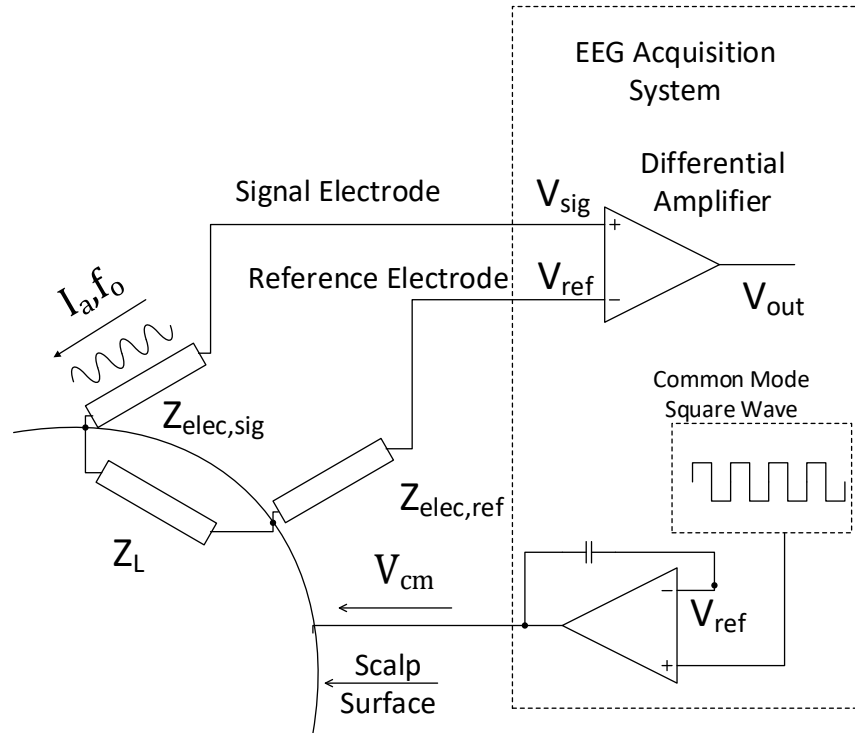 EEG Acquisition
System
Differential
Amplifier
Signal Electrode
V_sig
+
Reference Electrode
V_ref
−
V_out
I_a,f_o
Common Mode
Square Wave
Z_elec,sig
Z_elec,ref
Z_L
V_cm
−
V_ref
+
Scalp
Surface